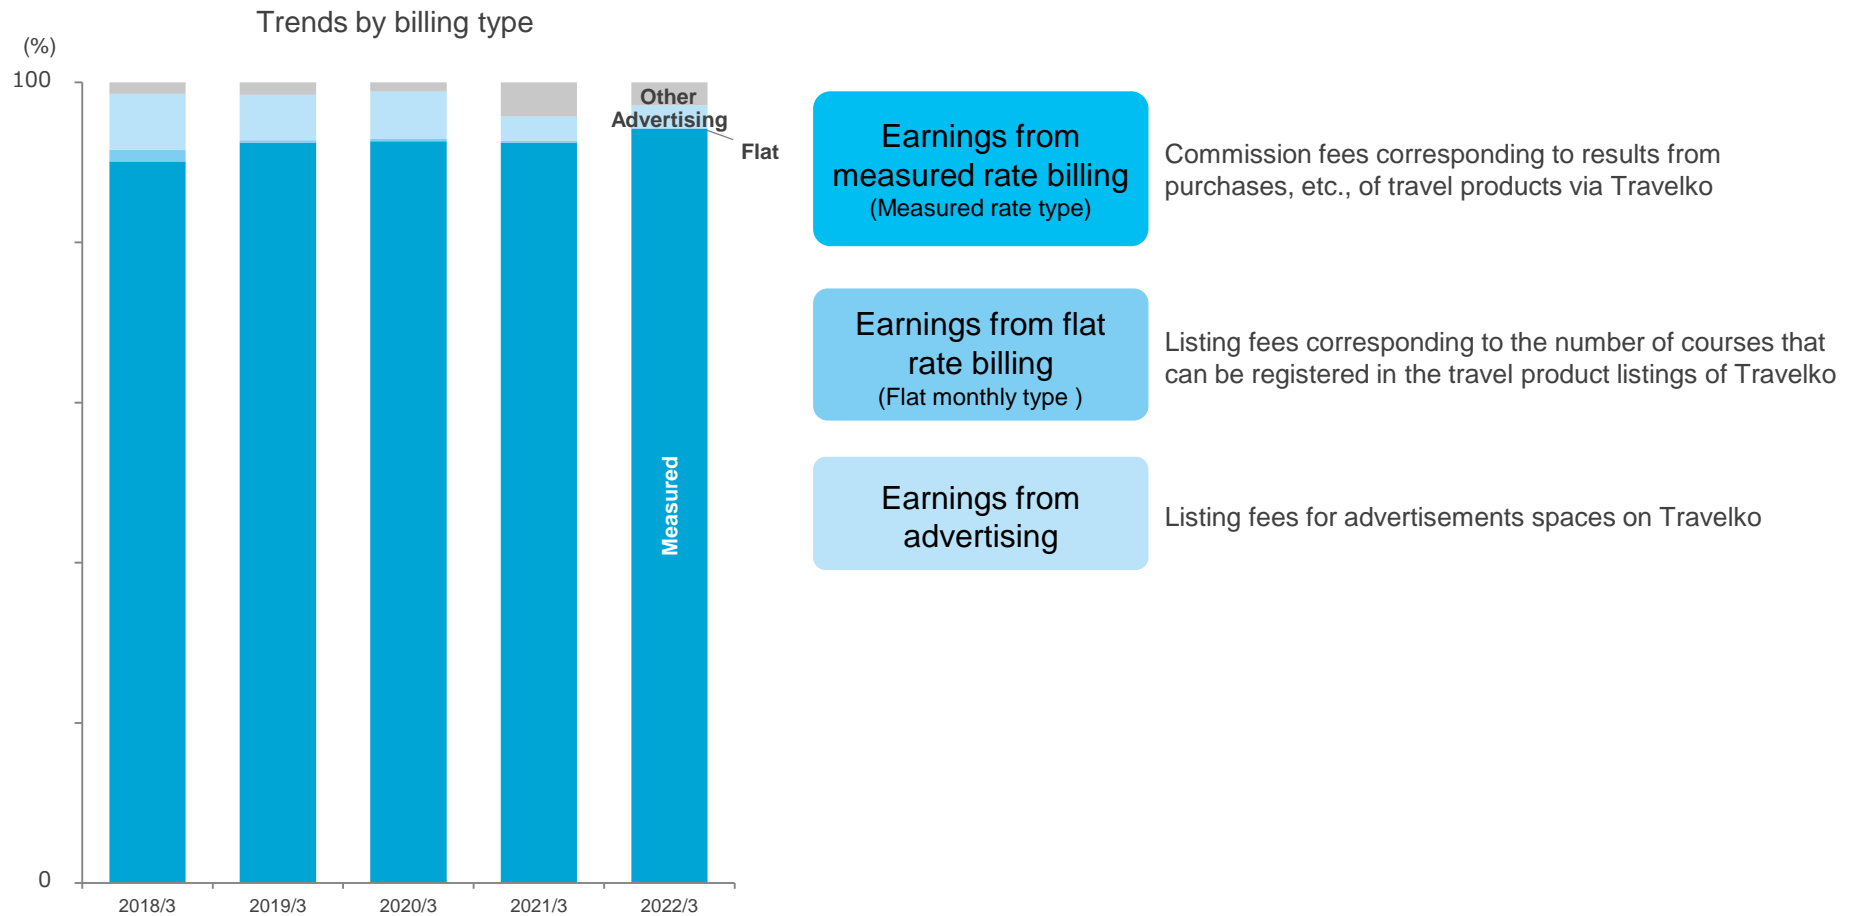 Trends by billing type
(%)
100
0
Other
Advertising
Flat
Measured
2018/3
2019/3
2020/3
2021/3
2022/3
Earnings from
measured rate billing
(Measured rate type)
Commission fees corresponding to results from
purchases, etc., of travel products via Travelko
Earnings from flat
rate billing
(Flat monthly type )
Listing fees corresponding to the number of courses that
can be registered in the travel product listings of Travelko
Earnings from
advertising
Listing fees for advertisements spaces on Travelko